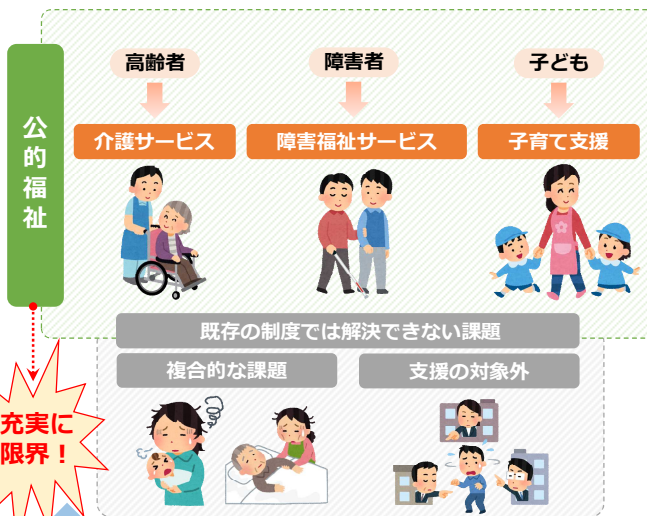 公的福祉
高齢者
障害者
子ども
介護サービス
障害福祉サービス
子育て支援
既存の制度では解決できない課題
複合的な課題
支援の対象外
充実に
限界！